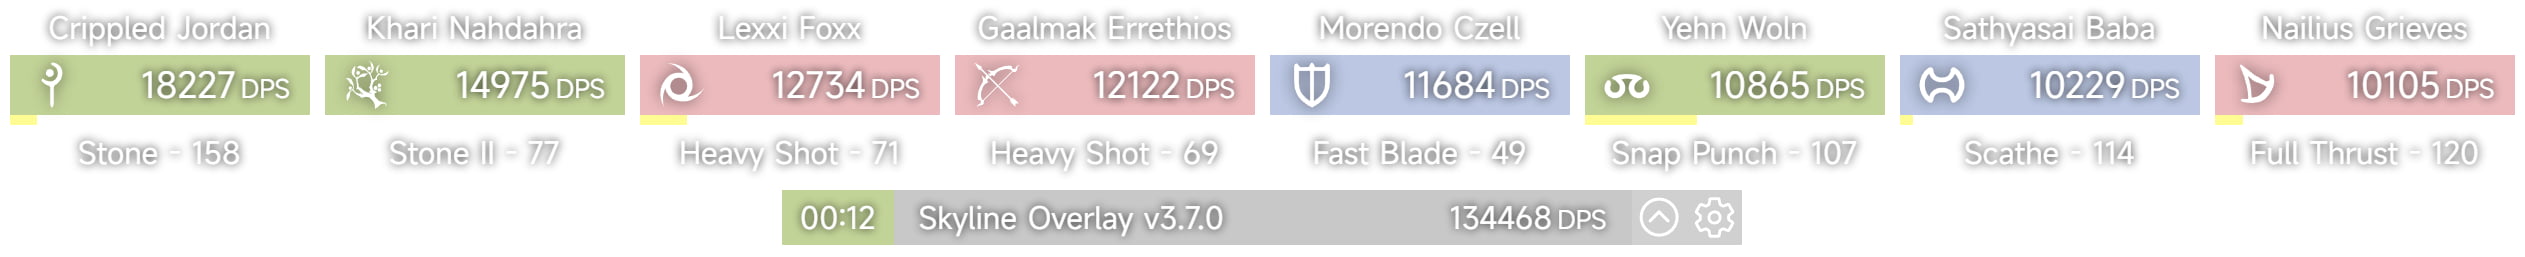 Crippled Jordan
18227 DPS
Stone - 158
Khari Nahdahra
14975 DPS
Stone II - 77
Lexxi Foxx
12734 DPS
Heavy Shot - 71
Gaalmak Errethios
12122 DPS
Heavy Shot - 69
Morendo Czell
11684 DPS
Fast Blade - 49
Yehn Woln
10865 DPS
Snap Punch - 107
Sathyasai Baba
10229 DPS
Scathe - 114
Nailius Grieves
10105 DPS
Full Thrust - 120
00:12 Skyline Overlay v3.7.0 134468 DPS